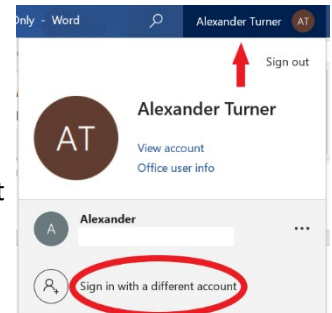 only - Word Alexander Turner AT
Sign out
AT
Alexander Turner
View account
Office user info
t
A Alexander
...
Sign in with a different account